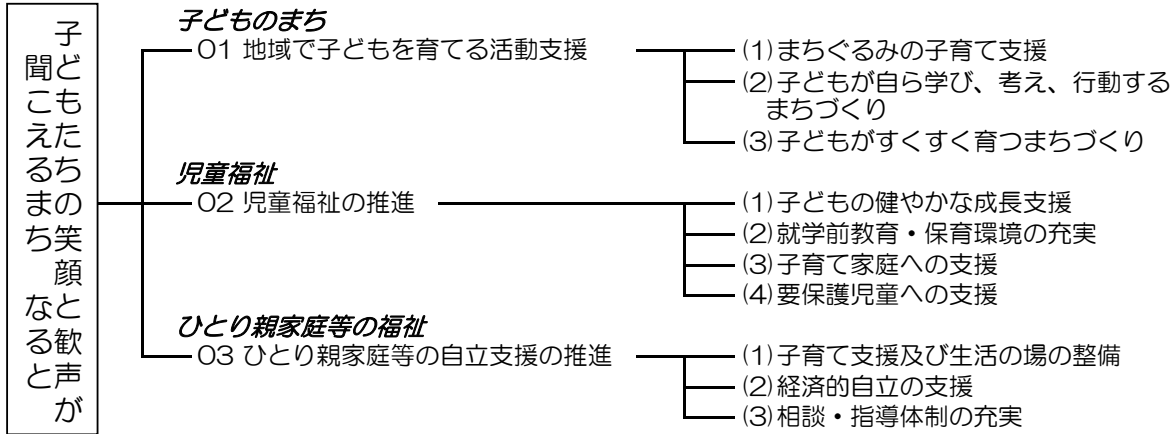 子どもたちの笑顔と歓声が
聞こえるまち　なると
子どものまち
01 地域で子どもを育てる活動支援
(1)まちぐるみの子育て支援
(2)子どもが自ら学び、考え、行動する
まちづくり
(3)子どもがすくすく育つまちづくり
児童福祉
02 児童福祉の推進
(1)子どもの健やかな成長支援
(2)就学前教育・保育環境の充実
(3)子育て家庭への支援
(4)要保護児童への支援
ひとり親家庭等の福祉
03 ひとり親家庭等の自立支援の推進
(1)子育て支援及び生活の場の整備
(2)経済的自立の支援
(3)相談・指導体制の充実